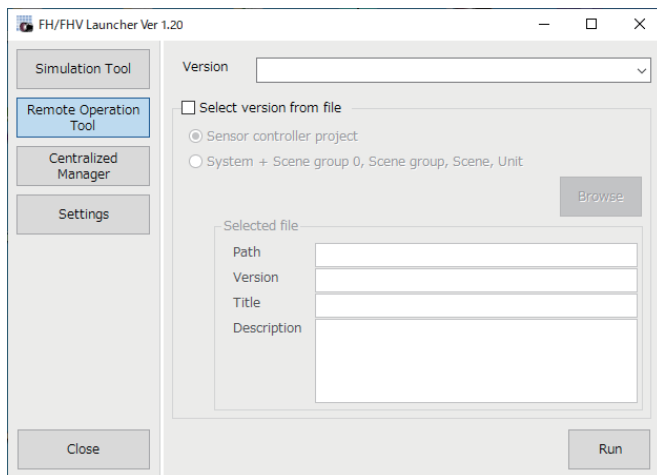 FH/FHV Launcher Ver 1.20
Simulation Tool
Remote Operation
Tool
Centralized
Manager
Settings
Close
Version
Select version from file
Sensor controller project
System + Scene group 0, Scene group, Scene, Unit
Browse
Selected file
Path
Version
Title
Description
Run